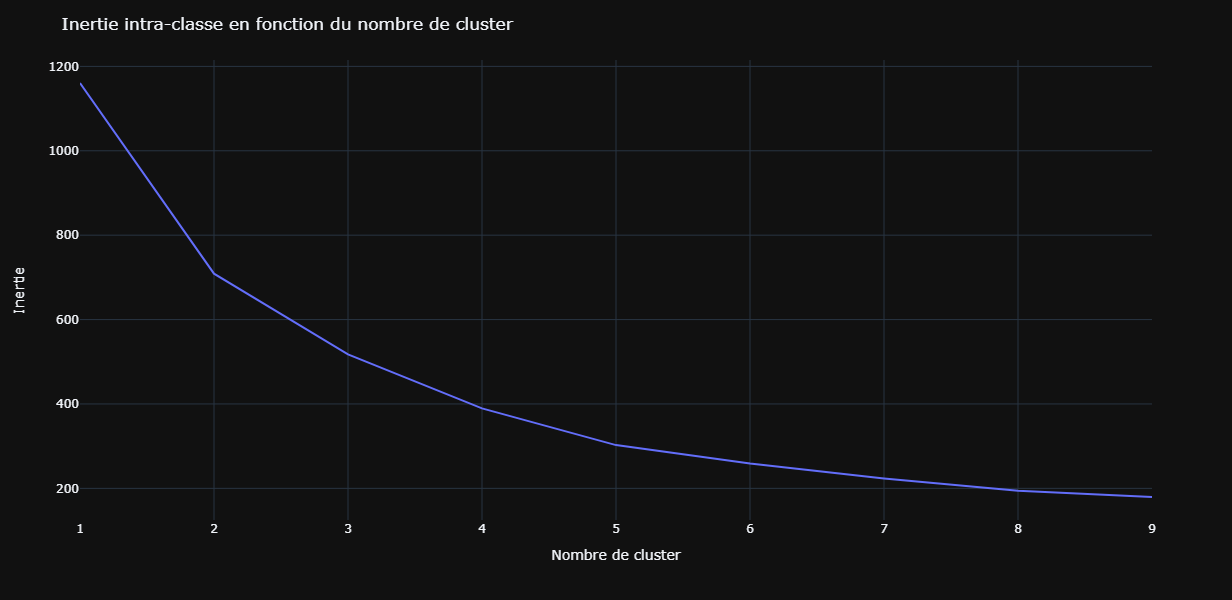 Inertie intra-classe en fonction du nombre de cluster
1200
1000
800
600
400
200
Inertie
1 2 3 4 5 6 7 8 9
Nombre de cluster